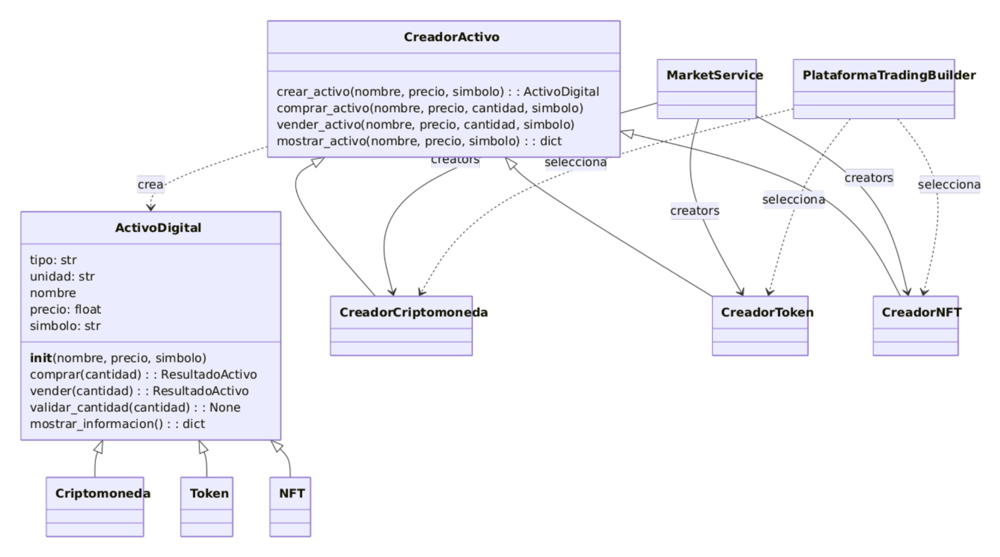 CreadorActivo
crear_activo(nombre, precio, simbolo) : : ActivoDigital
comprar_activo(nombre, precio, cantidad, simbolo)
vender_activo(nombre, precio, cantidad, simbolo)
mostrar_activo(nombre, precio, simbolo) : : dict
MarketService
PlataformaTradingBuilder
creators
selecciona
crea
creators
selecciona
creators
selecciona
ActivoDigital
tipo: str
unidad: str
nombre
precio: float
simbolo: str
init(nombre, precio, simbolo)
comprar(cantidad) : : ResultadoActivo
vender(cantidad) : : ResultadoActivo
validar_cantidad(cantidad) : : None
mostrar_informacion() : : dict
CreadorCriptomoneda
CreadorToken
CreadorNFT
Criptomoneda
Token
NFT